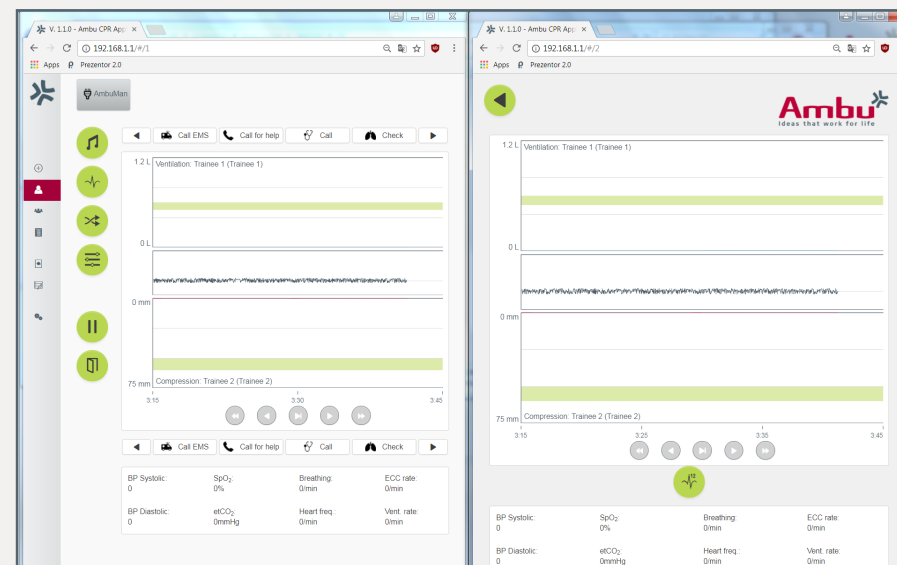 V. 1.1.0 - Ambu CPR App
192.168.1.1/#/1
Apps
Prezentor 2.0
AmbuMan
Call EMS
Call for help
Call
Check
1.2 L
Ventilation: Trainee 1 (Trainee 1)
0 L
0 mm
75 mm
Compression: Trainee 2 (Trainee 2)
3:15
3:30
3:45
Call EMS
Call for help
Call
Check
BP Systolic:
0
SpO2:
0%
Breathing:
0/min
ECC rate:
0/min
BP Diastolic:
0
etCO2:
0mmHg
Heart freq.:
0/min
Vent. rate:
0/min
V. 1.1.0 - Ambu CPR App
192.168.1.1/#/2
Apps
Prezentor 2.0
Ambu
Ideas that work for life
1.2 L
Ventilation: Trainee 1 (Trainee 1)
0 L
0 mm
75 mm
Compression: Trainee 2 (Trainee 2)
3:15
3:25
3:35
3:45
12
BP Systolic:
0
SpO2:
0%
Breathing:
0/min
ECC rate:
0/min
BP Diastolic:
0
etCO2:
0mmHg
Heart freq.:
0/min
Vent. rate:
0/min